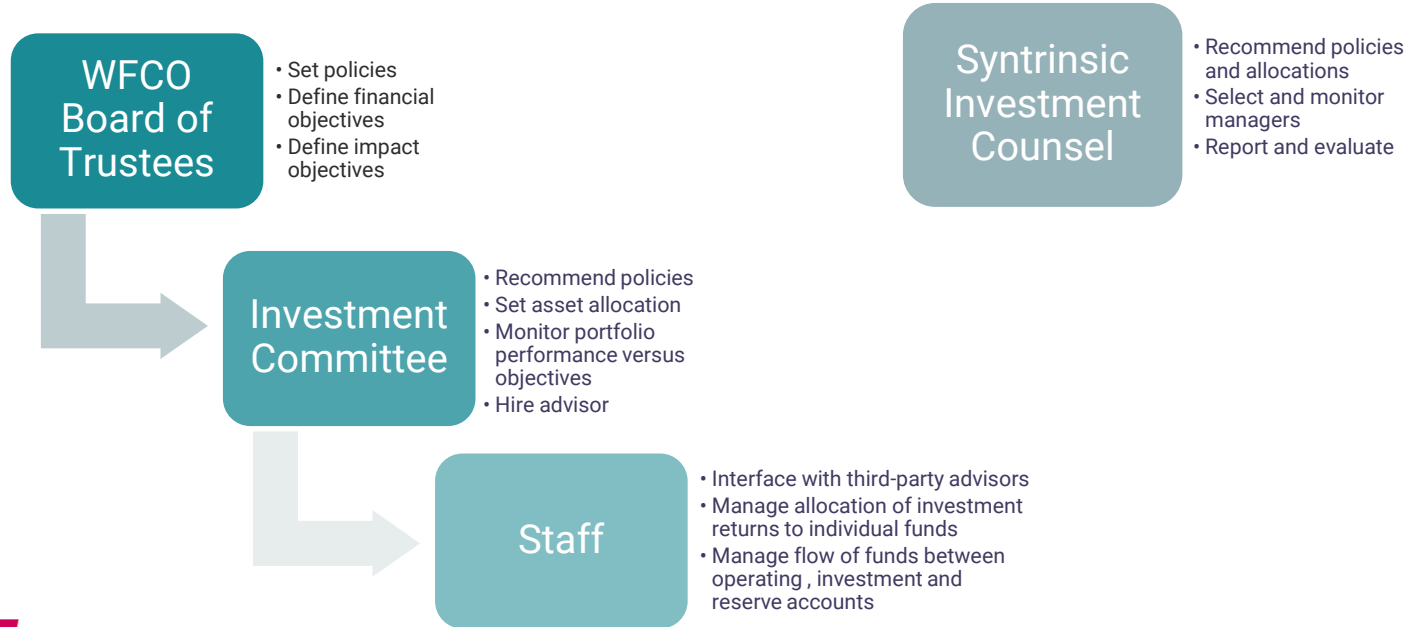 WFCO
Board of
Trustees
• Set policies
• Define financial
objectives
• Define impact
objectives
Syntrinsic
Investment
Counsel
• Recommend policies
and allocations
• Select and monitor
managers
• Report and evaluate
Investment
Committee
• Recommend policies
• Set asset allocation
• Monitor portfolio
performance versus
objectives
• Hire advisor
Staff
• Interface with third-party advisors
• Manage allocation of investment
returns to individual funds
• Manage flow of funds between
operating , investment and
reserve accounts